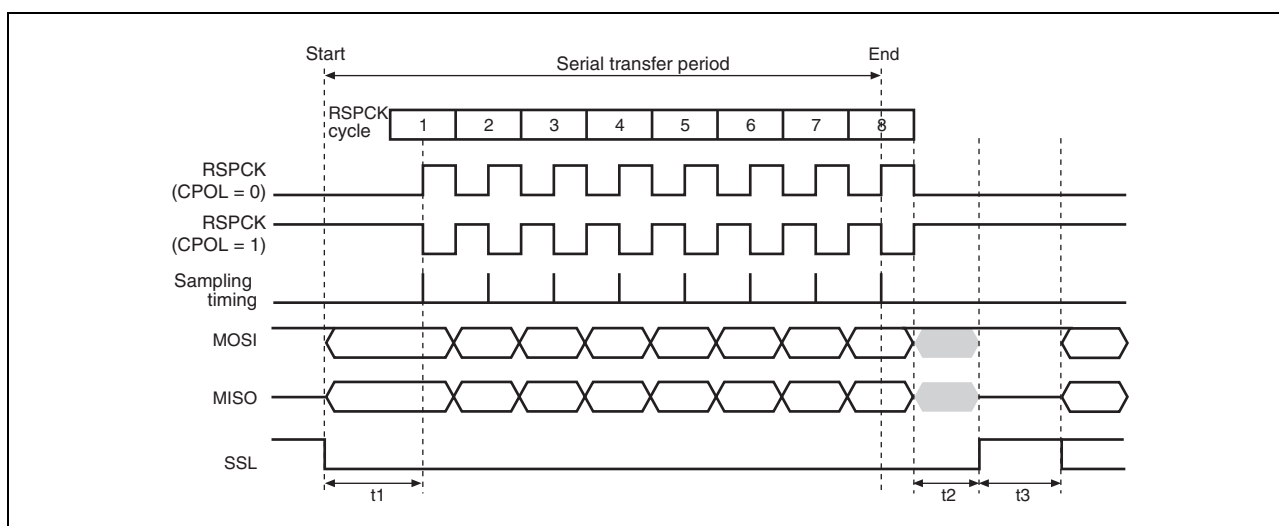 Start
End
Serial transfer period
RSPCK
cycle
1 2 3 4 5 6 7 8
RSPCK
(CPOL = 0)
RSPCK
(CPOL = 1)
Sampling
timing
MOSI
MISO
SSL
t1
t2
t3